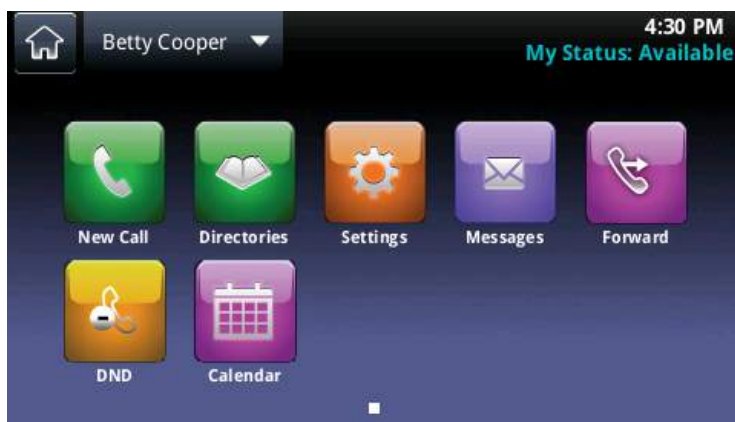 Betty Cooper
4:30 PM
My Status: Available
New Call
Directories
Settings
Messages
Forward
DND
Calendar